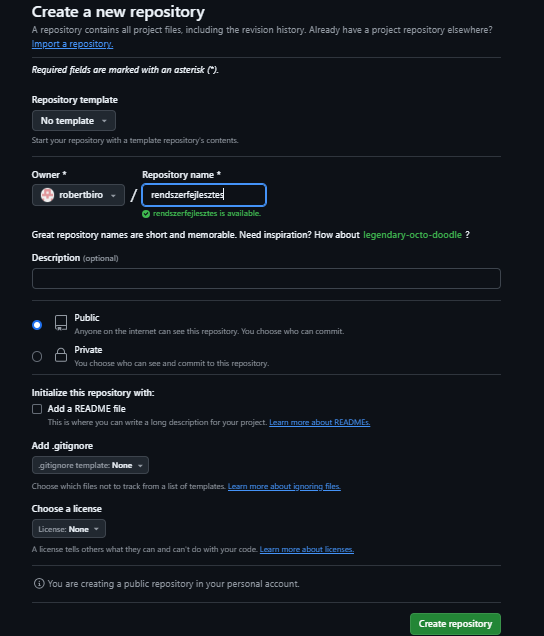 Create a new repository
A repository contains all project files, including the revision history. Already have a project repository elsewhere?
Import a repository.
Required fields are marked with an asterisk (*).
Repository template
No template
Start your repository with a template repository's contents.
Owner *
Repository name *
robertbiro
/
rendszerfejlesztes
rendszerfejlesztes is available.
Great repository names are short and memorable. Need inspiration? How about legendary-octo-doodle ?
Description (optional)
Public
Anyone on the internet can see this repository. You choose who can commit.
Private
You choose who can see and commit to this repository.
Initialize this repository with:
Add a README file
This is where you can write a long description for your project. Learn more about READMEs.
Add .gitignore
.gitignore template: None
Choose which files not to track from a list of templates. Learn more about ignoring files.
Choose a license
License: None
A license tells others what they can and can't do with your code. Learn more about licenses.
You are creating a public repository in your personal account.
Create repository